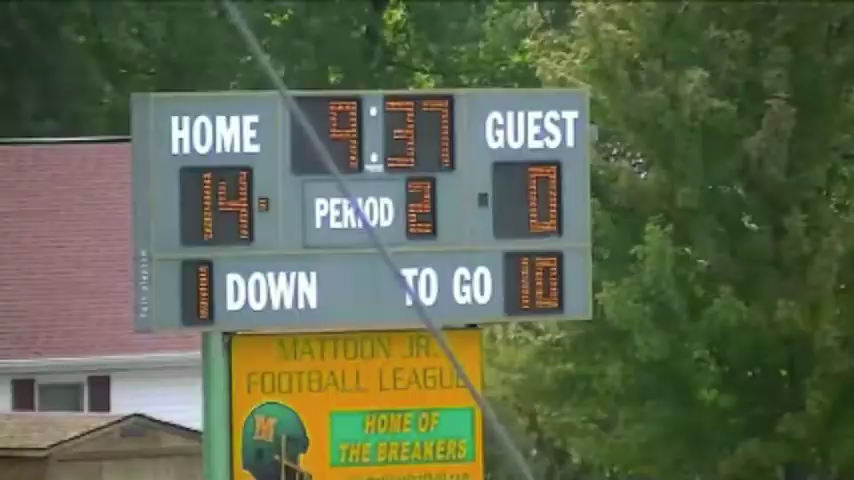 HOME 9:37 GUEST
14 PERIOD 2 0
1 DOWN TO GO 10
MATTOON JR.
FOOTBALL LEAGUE
M
HOME OF
THE BREAKERS